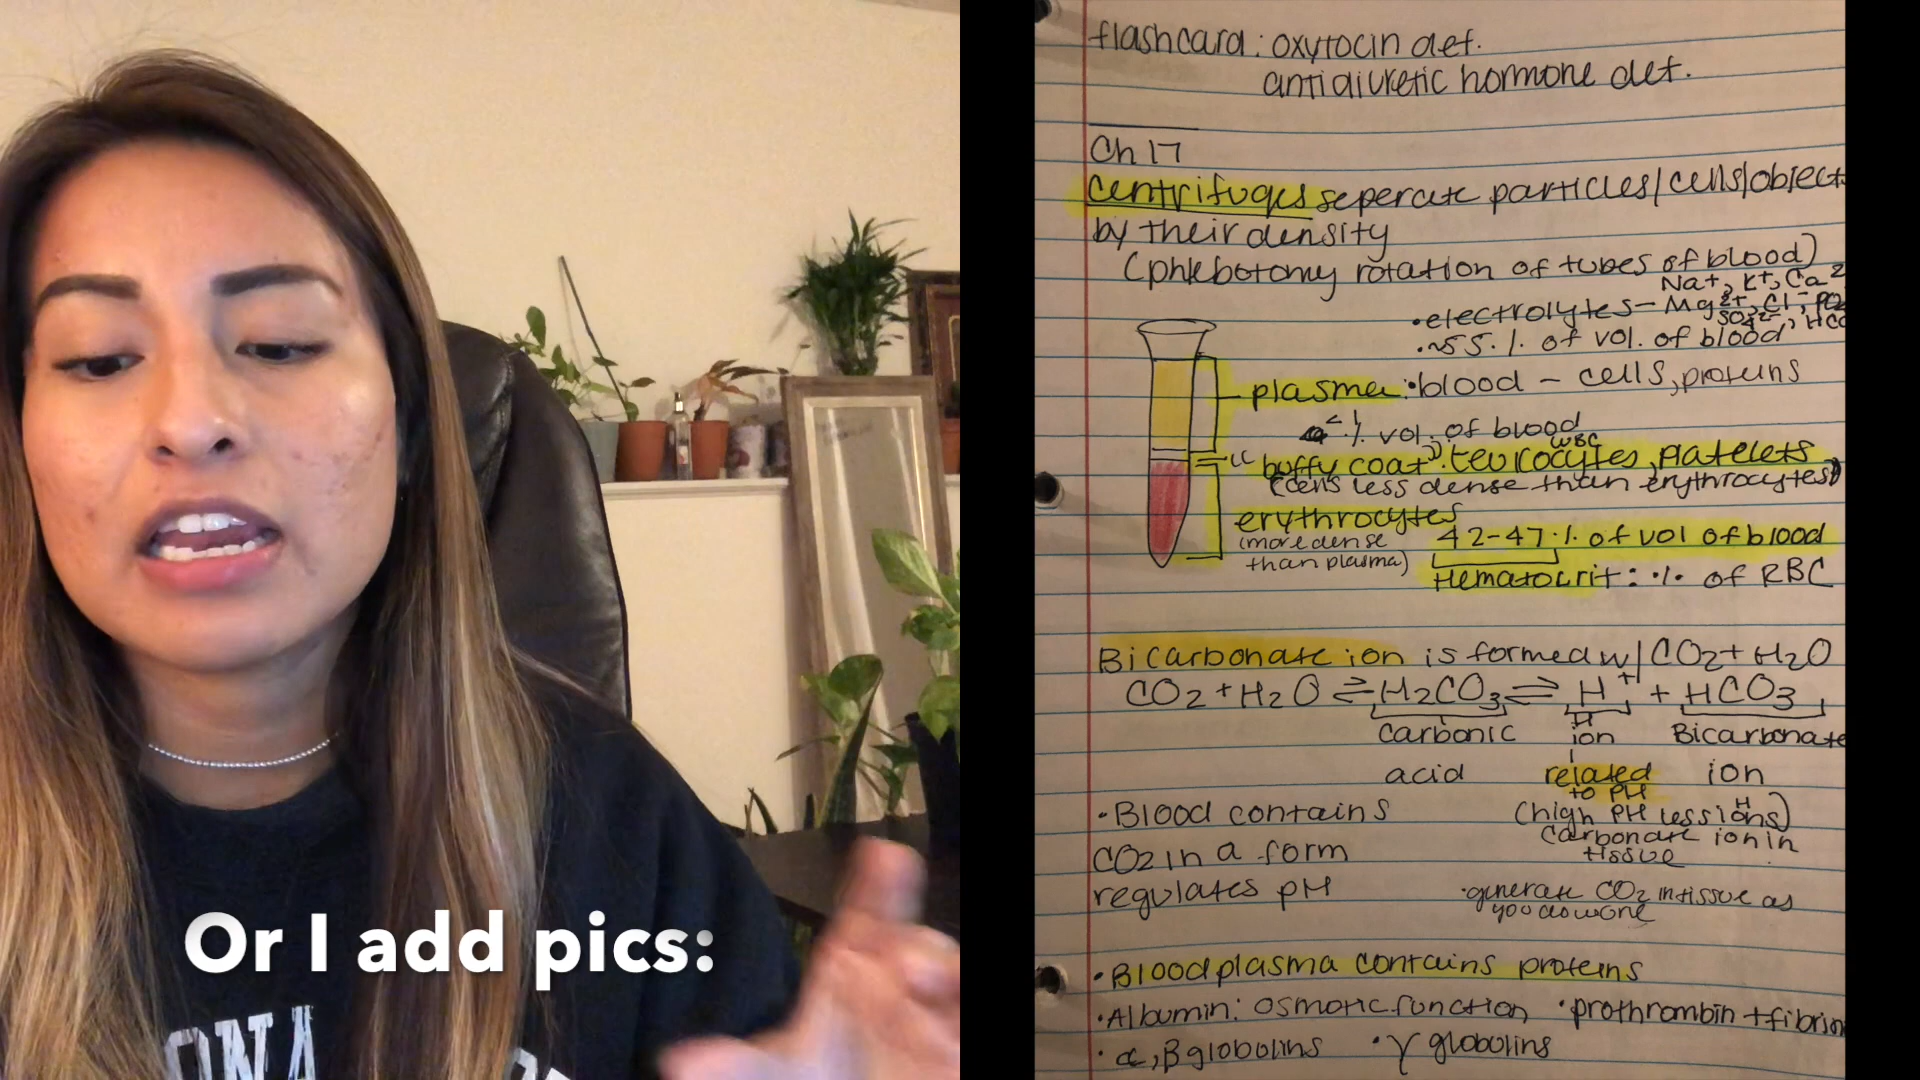 Or I add pics:
ONA
flashcard: oxytocin def.
antidiuretic hormone def.
Ch 17
Centrifuges seperate particles/cells/object
by their density
(phlebotomy rotation of tubes of blood)
Na+, K+, Ca2
•electrolytes— Mg2+, Cl-, PO4
SO42-, HCO
•~55% of vol. of blood
plasma: •blood - cells, proteins
<1% vol. of blood
WBC
buffy coat: leukocytes, platelets
(cells less dense than erythrocytes)
erythrocytes
(more dense
than plasma)
42-47% of vol of blood
Hematocrit: % of RBC
Bicarbonate ion is formed w/ CO2+H2O
CO2+H2O ⇌ H2CO3 ⇌ H+ + HCO3
carbonic H Bicarbonate
ion
acid related ion
to PH
•Blood contains (high PH less H ions)
carbonate ion in
tissue
CO2 in a form
regulates pH •generate CO2 in tissue as
you
•Blood plasma contains proteins
•Albumin: osmotic function •prothrombin + fibrin
•α, β globulins •γ globulins